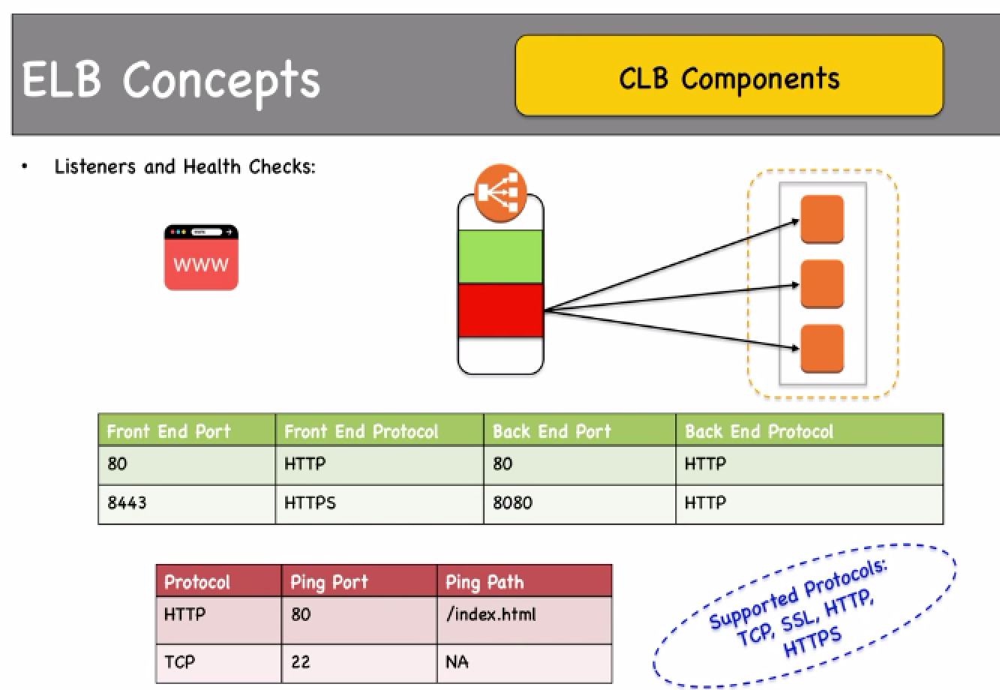 ELB Concepts
CLB Components
• Listeners and Health Checks:
WWW
Front End Port Front End Protocol Back End Port Back End Protocol
80 HTTP 80 HTTP
8443 HTTPS 8080 HTTP
Protocol Ping Port Ping Path
HTTP 80 /index.html
TCP 22 NA
Supported Protocols:
TCP, SSL, HTTP,
HTTPS